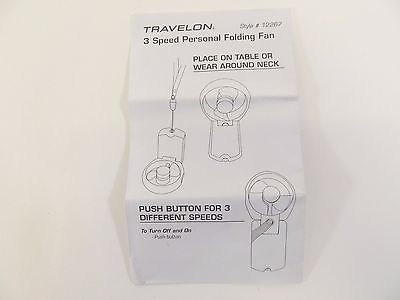 TRAVELON® Style # 12267
3 Speed Personal Folding Fan
PLACE ON TABLE OR
WEAR AROUND NECK
PUSH BUTTON FOR 3
DIFFERENT SPEEDS
To Turn Off and On
Push button